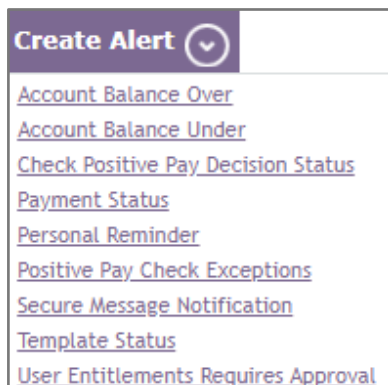 Create Alert
Account Balance Over
Account Balance Under
Check Positive Pay Decision Status
Payment Status
Personal Reminder
Positive Pay Check Exceptions
Secure Message Notification
Template Status
User Entitlements Requires Approval